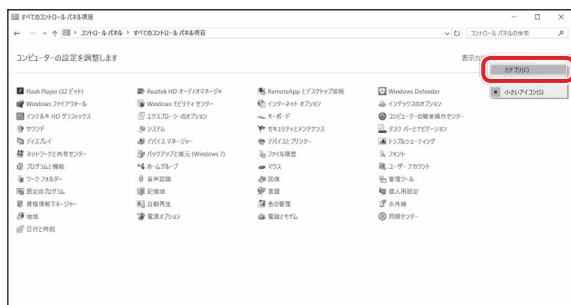 すべてのコントロール パネル項目
コントロール パネル › すべてのコントロール パネル項目
コントロール パネルの検索
コンピューターの設定を調整します
カテゴリ(C)
小さいアイコン(S)
Flash Player (32 ビット) Realtek HD オーディオマネージャ RemoteApp とデスクトップ接続 Windows Defender
Windows ファイアウォール Windows モビリティ センター インターネット オプション インデックスのオプション
インテル® HD グラフィックス エクスプローラーのオプション キーボード コンピューターの簡単操作センター
サウンド システム セキュリティとメンテナンス タスク バーとナビゲーション
ディスプレイ デバイス マネージャー デバイスとプリンター トラブルシューティング
ネットワークと共有センター バックアップと復元 (Windows 7) ファイル履歴 フォント
プログラムと機能 ホームグループ マウス ユーザー アカウント
ワーク フォルダー 音声認識 回復 管理ツール
既定のプログラム 記憶域 言語 個人用設定
資格情報マネージャー 自動再生 色の管理 赤外線
地域 電源オプション 電話とモデム 同期センター
日付と時刻